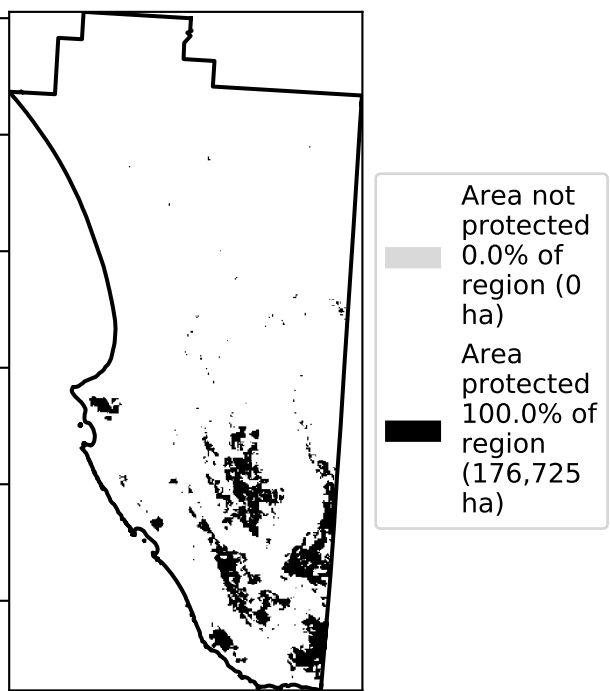 Area not
protected
0.0% of
region (0
ha)
Area
protected
100.0% of
region
(176,725
ha)